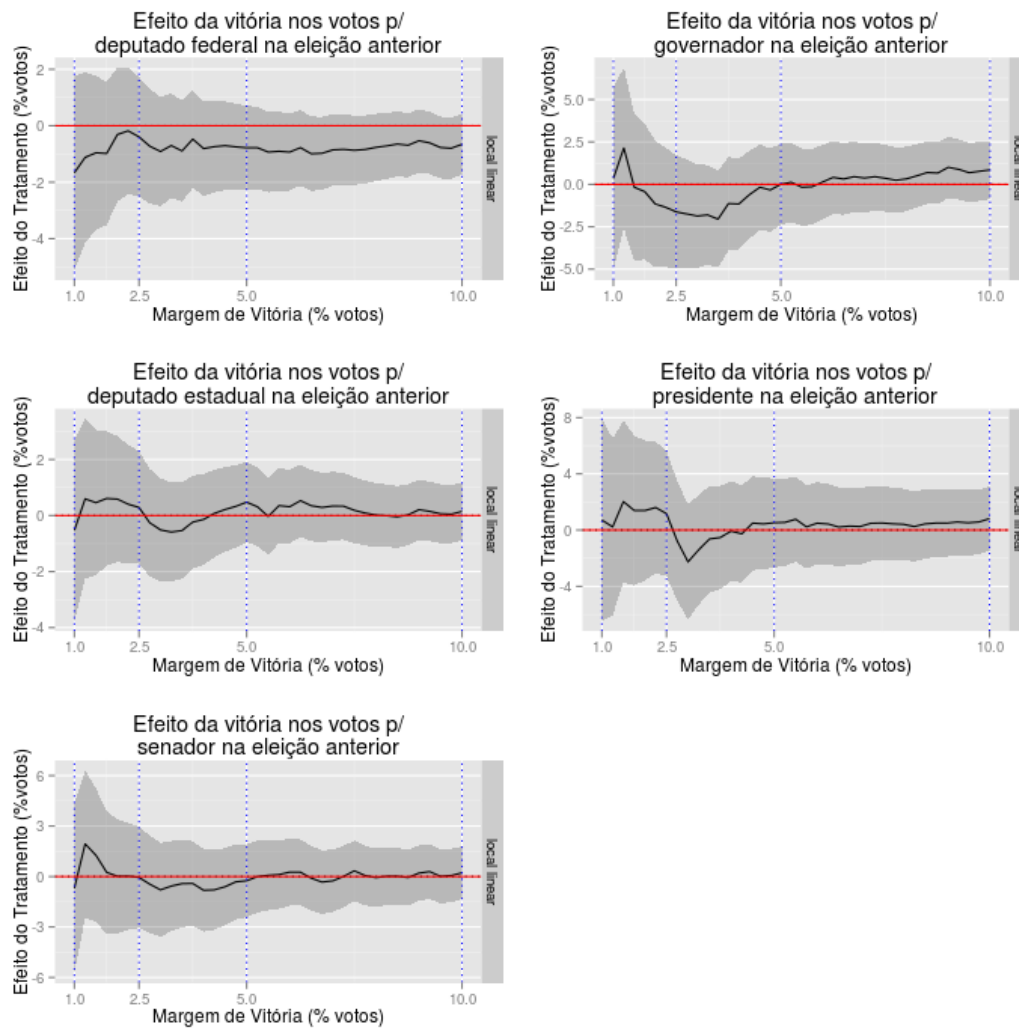 Efeito da vitória nos votos p/
deputado federal na eleição anterior
Efeito do Tratamento (%votos)
2
0
-2
-4
local linear
1.0
2.5
5.0
10.0
Margem de Vitória (% votos)
Efeito da vitória nos votos p/
governador na eleição anterior
Efeito do Tratamento (%votos)
5.0
2.5
0.0
-2.5
-5.0
local linear
1.0
2.5
5.0
10.0
Margem de Vitória (% votos)
Efeito da vitória nos votos p/
deputado estadual na eleição anterior
Efeito do Tratamento (%votos)
2
0
-2
-4
local linear
1.0
2.5
5.0
10.0
Margem de Vitória (% votos)
Efeito da vitória nos votos p/
presidente na eleição anterior
Efeito do Tratamento (%votos)
8
4
0
-4
local linear
1.0
2.5
5.0
10.0
Margem de Vitória (% votos)
Efeito da vitória nos votos p/
senador na eleição anterior
Efeito do Tratamento (%votos)
6
3
0
-3
-6
local linear
1.0
2.5
5.0
10.0
Margem de Vitória (% votos)